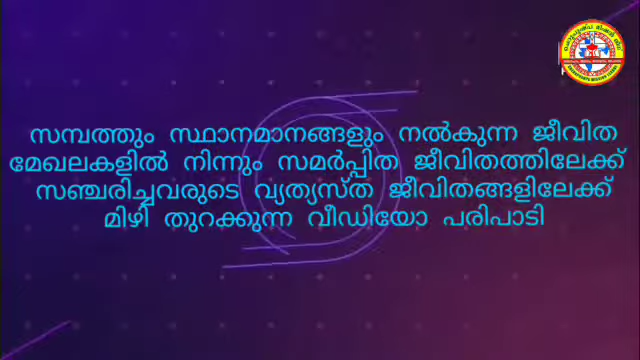 സമ്പത്തും സ്ഥാനമാനങ്ങളും നൽകുന്ന ജീവിത
മേഖലകളിൽ നിന്നും സമർപ്പിത ജീവിതത്തിലേക്ക്
സഞ്ചരിച്ചവരുടെ വ്യത്യസ്ത ജീവിതങ്ങളിലേക്ക്
മിഴി തുറക്കുന്ന വീഡിയോ പരിപാടി